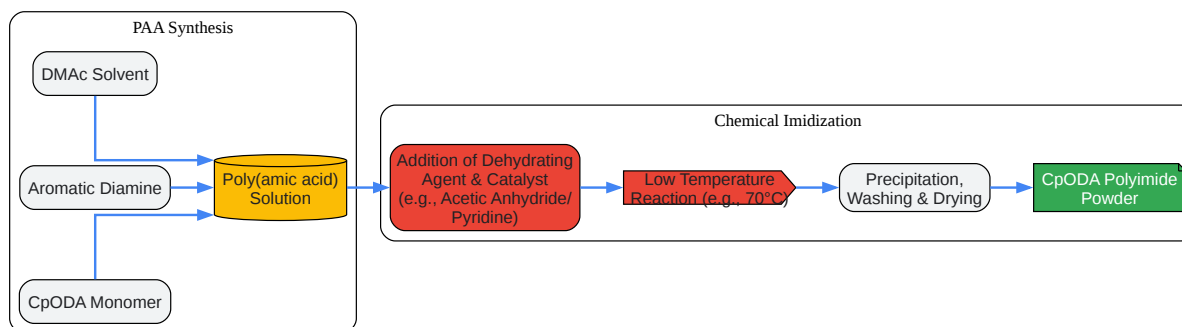 PAA Synthesis
DMAc Solvent
Aromatic Diamine
CpODA Monomer
Poly(amic acid)
Solution
Chemical Imidization
Addition of Dehydrating
Agent & Catalyst
(e.g., Acetic Anhydride/
Pyridine)
Low Temperature
Reaction (e.g., 70°C)
Precipitation,
Washing & Drying
CpODA Polyimide
Powder